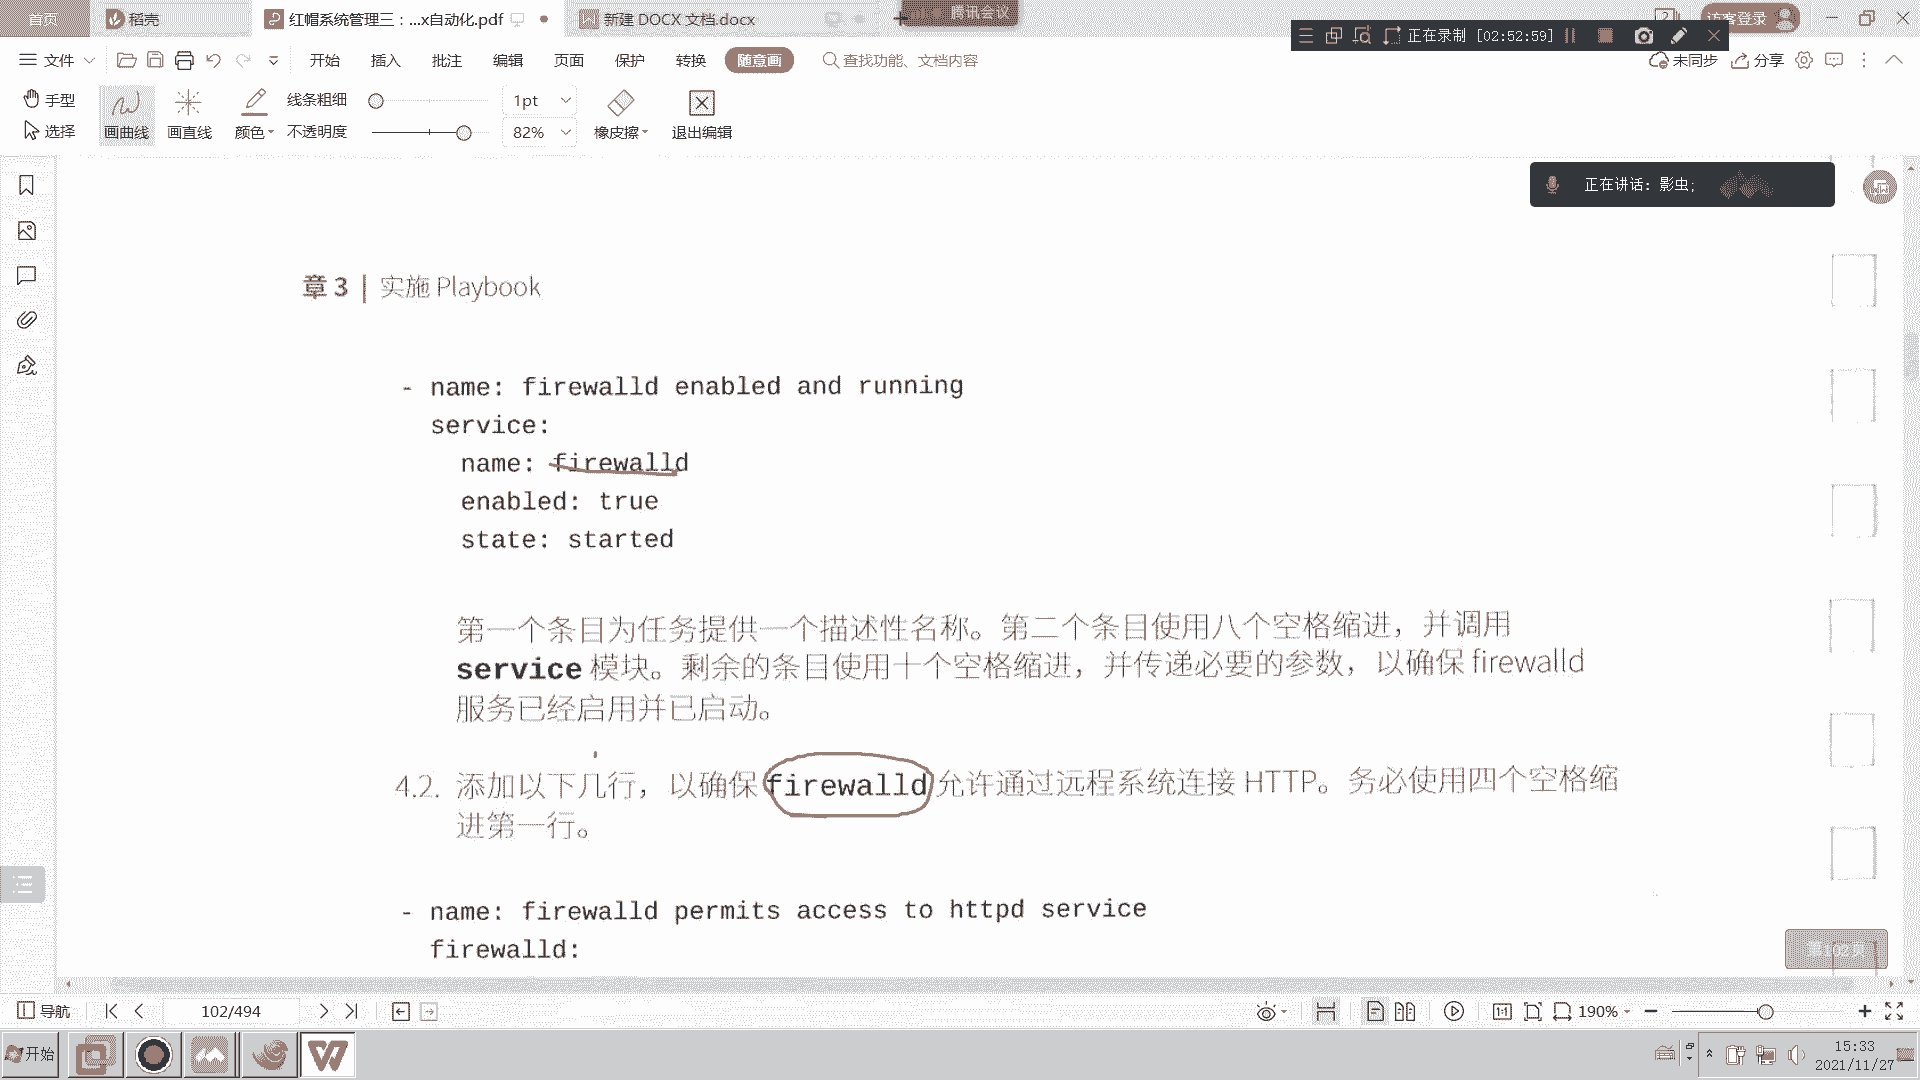 首页
稻壳
红帽系统管理三：...x自动化.pdf
新建 DOCX 文档.docx
腾讯会议
访客登录
正在录制 [02:52:59]
文件
开始
插入
批注
编辑
页面
保护
转换
随意画
查找功能、文档内容
未同步
分享
手型
选择
画曲线
画直线
颜色
线条粗细
1pt
不透明度
82%
橡皮擦
退出编辑
正在讲话: 影虫;
章 3 | 实施 Playbook
- name: firewalld enabled and running
service:
name: firewalld
enabled: true
state: started
第一个条目为任务提供一个描述性名称。第二个条目使用八个空格缩进，并调用
service 模块。剩余的条目使用十个空格缩进，并传递必要的参数，以确保 firewalld
服务已经启用并已启动。
4.2. 添加以下几行，以确保 firewalld 允许通过远程系统连接 HTTP。务必使用四个空格缩
进第一行。
- name: firewalld permits access to httpd service
firewalld:
第102页
导航
102/494
190%
开始
15:33
2021/11/27